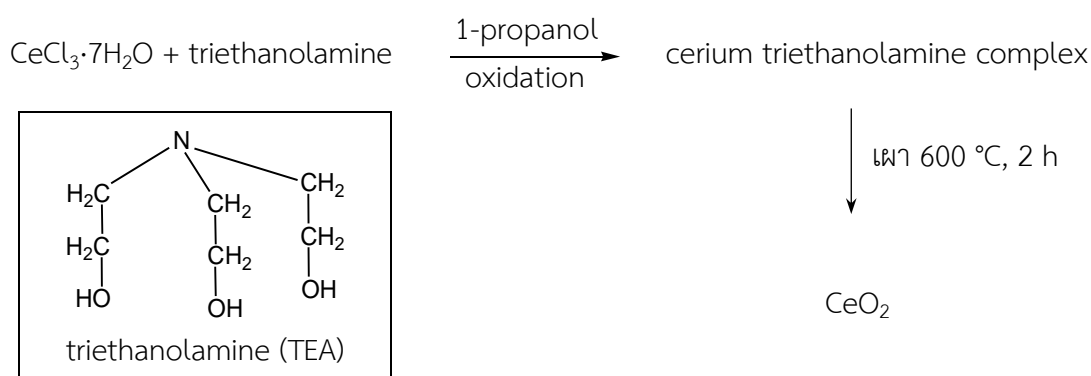 CeCl₃·7H₂O + triethanolamine
1-propanol
oxidation
cerium triethanolamine complex
เผา 600 °C, 2 h
CeO₂
N
H₂C
CH₂
CH₂
H₂C
CH₂
CH₂
HO
OH
OH
triethanolamine (TEA)